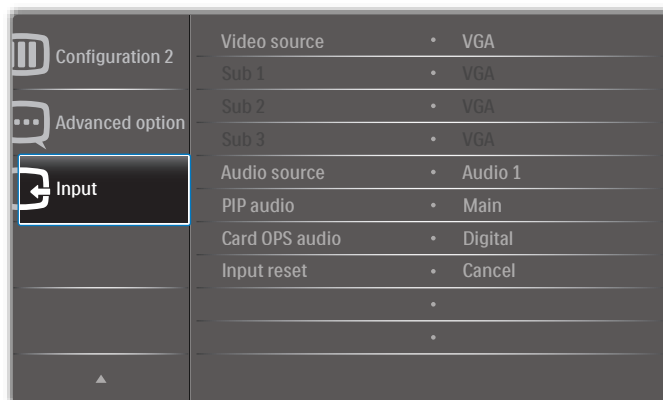 Configuration 2
Advanced option
Input
Video source • VGA
Sub 1 • VGA
Sub 2 • VGA
Sub 3 • VGA
Audio source • Audio 1
PIP audio • Main
Card OPS audio • Digital
Input reset • Cancel
•
•